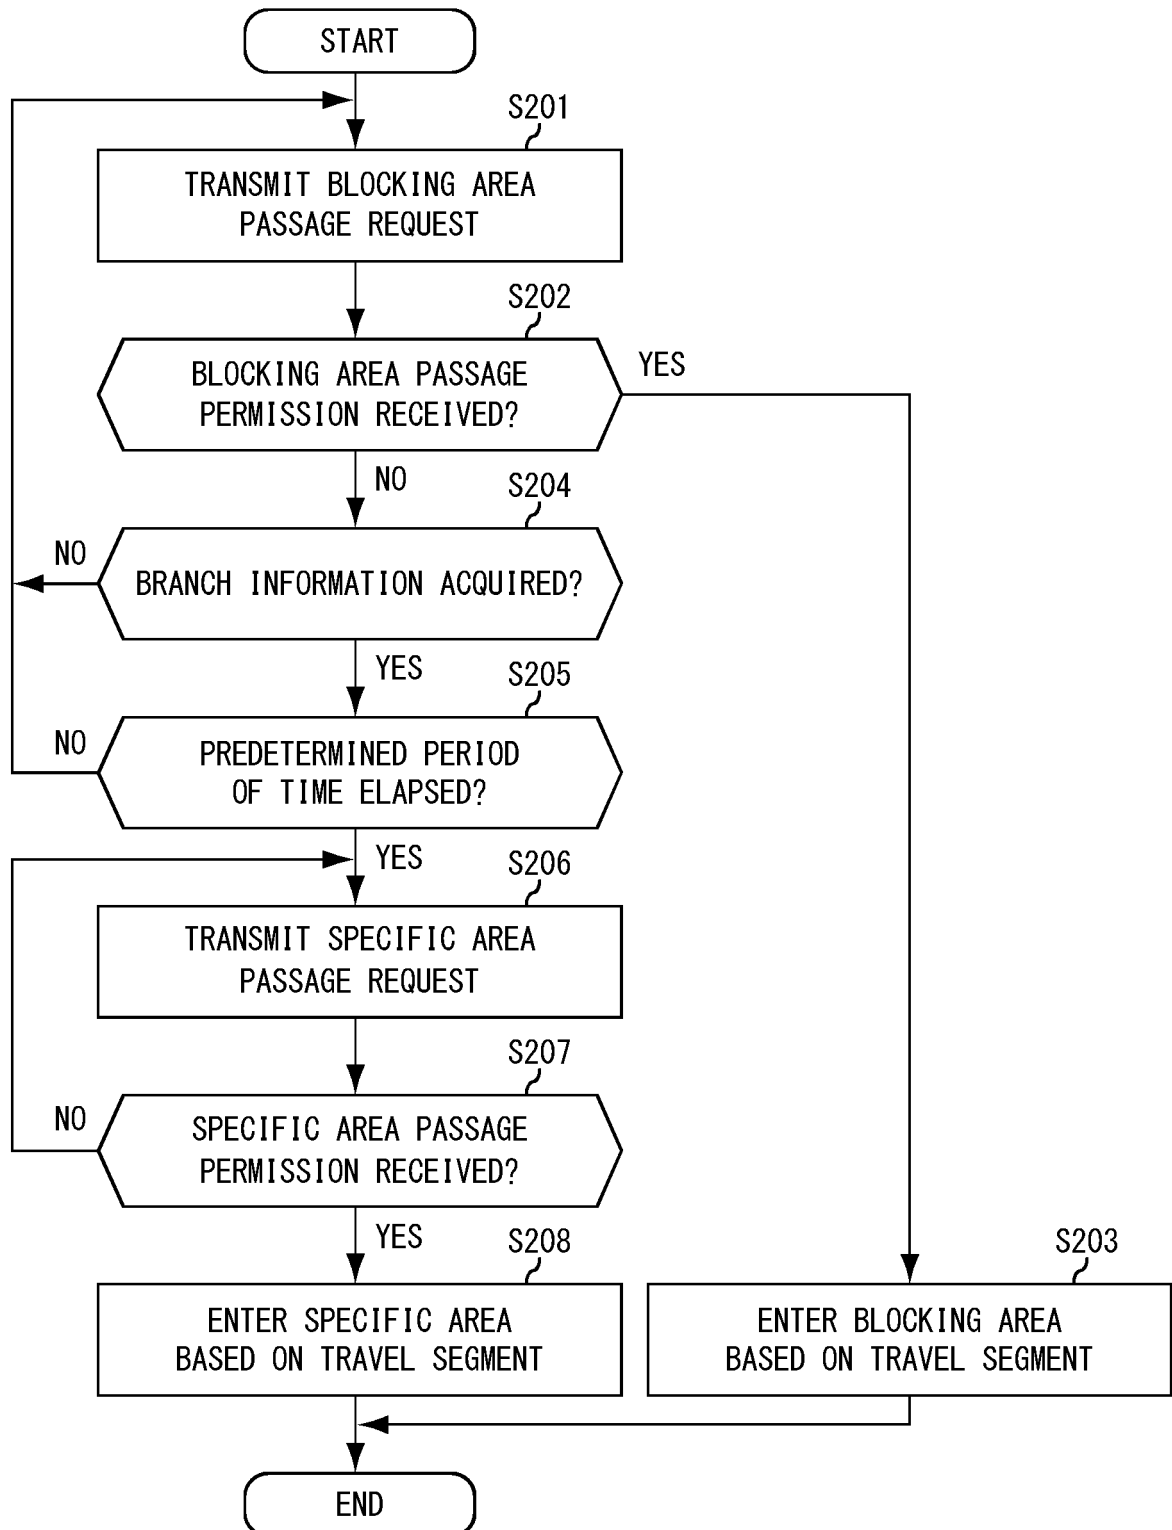 START
S201
TRANSMIT BLOCKING AREA
PASSAGE REQUEST
S202
BLOCKING AREA PASSAGE
PERMISSION RECEIVED?
YES
NO
S204
NO
BRANCH INFORMATION ACQUIRED?
YES
S205
NO
PREDETERMINED PERIOD
OF TIME ELAPSED?
YES
S206
TRANSMIT SPECIFIC AREA
PASSAGE REQUEST
S207
NO
SPECIFIC AREA PASSAGE
PERMISSION RECEIVED?
YES
S208
ENTER SPECIFIC AREA
BASED ON TRAVEL SEGMENT
S203
ENTER BLOCKING AREA
BASED ON TRAVEL SEGMENT
END